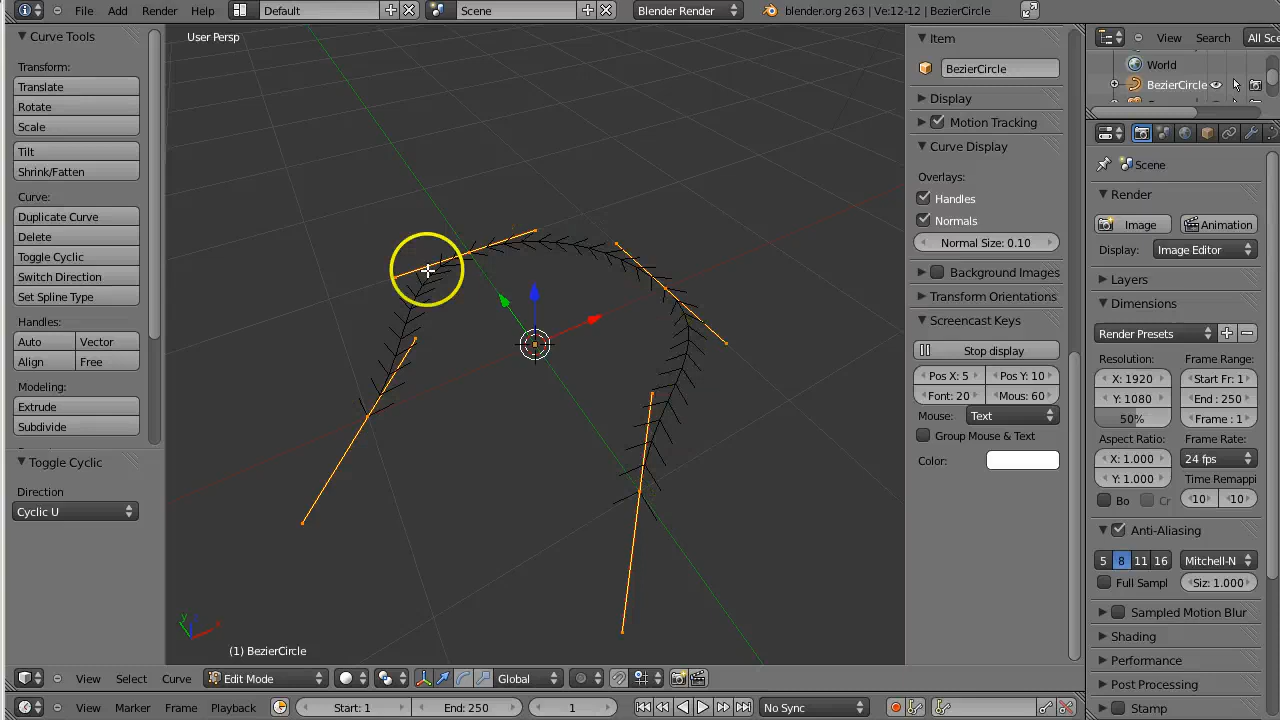 File Add Render Help Default Scene Blender Render blender.org 263 | Ve:12-12 | BezierCircle
Curve Tools
Transform:
Translate
Rotate
Scale
Tilt
Shrink/Fatten
Curve:
Duplicate Curve
Delete
Toggle Cyclic
Switch Direction
Set Spline Type
Handles:
Auto Vector
Align Free
Modeling:
Extrude
Subdivide
Toggle Cyclic
Direction
Cyclic U
User Persp
(1) BezierCircle
Item
BezierCircle
Display
Motion Tracking
Curve Display
Overlays:
Handles
Normals
Normal Size: 0.10
Background Images
Transform Orientations
Screencast Keys
Stop display
Pos X: 5 Pos Y: 10
Font: 20 Mous: 60
Mouse: Text
Group Mouse & Text
Color:
View Search All Sce
World
BezierCircle
Scene
Render
Image Animation
Display: Image Editor
Layers
Dimensions
Render Presets
Resolution: Frame Range:
X: 1920 Start Fr: 1
Y: 1080 End : 250
50% Frame : 1
Aspect Ratio: Frame Rate:
X: 1.000 24 fps
Y: 1.000 Time Remappi
Bo Cr 10 10
Anti-Aliasing
5 8 11 16 Mitchell-N
Full Sampl Siz: 1.000
Sampled Motion Blur
Shading
Performance
Post Processing
Stamp
View Select Curve Edit Mode Global
View Marker Frame Playback Start: 1 End: 250 1 No Sync